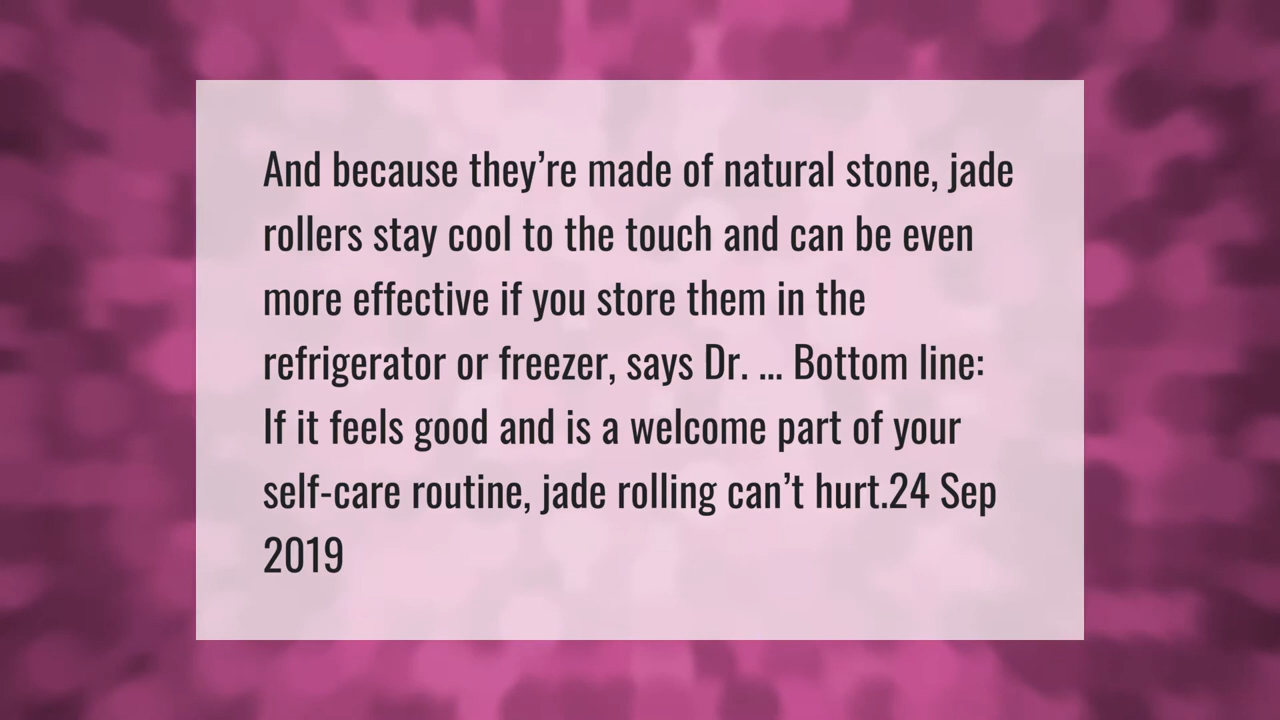 And because they’re made of natural stone, jade
rollers stay cool to the touch and can be even
more effective if you store them in the
refrigerator or freezer, says Dr. ... Bottom line:
If it feels good and is a welcome part of your
self-care routine, jade rolling can’t hurt.24 Sep
2019